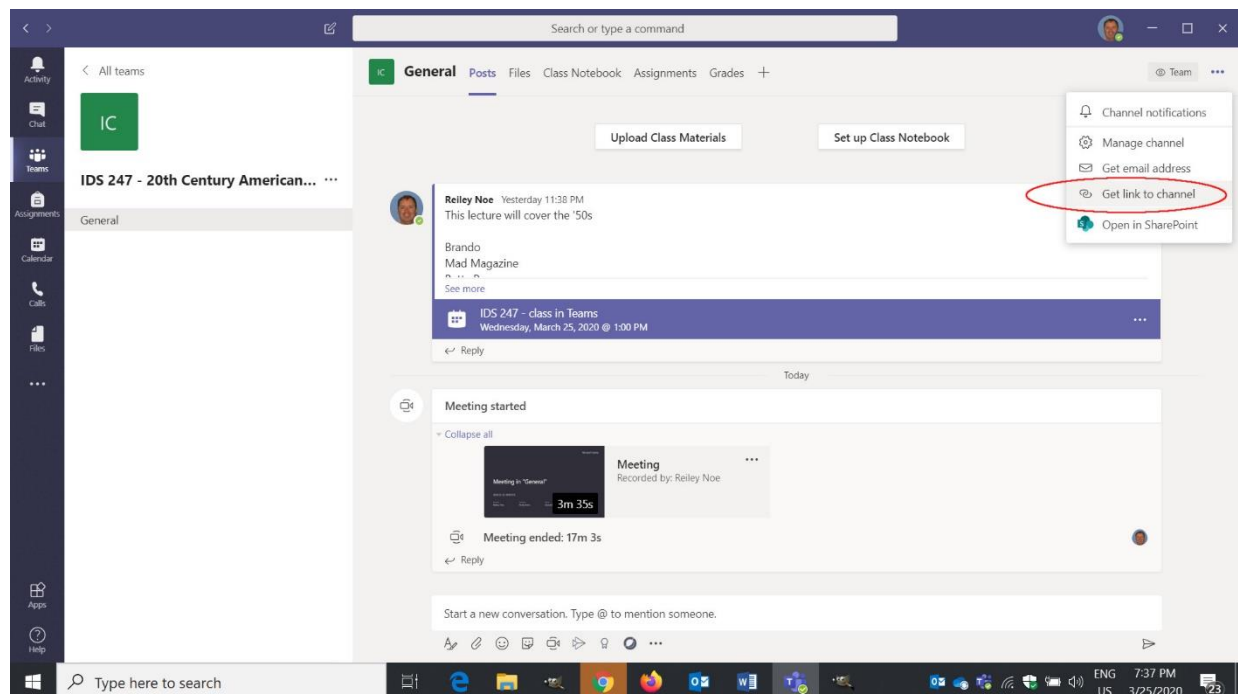 Search or type a command
Activity
Chat
Teams
Assignments
Calendar
Calls
Files
Apps
Help
All teams
IC
IDS 247 - 20th Century American...
General
IC General Posts Files Class Notebook Assignments Grades
Team
Channel notifications
Manage channel
Get email address
Get link to channel
Open in SharePoint
Upload Class Materials Set up Class Notebook
Reiley Noe Yesterday 11:38 PM
This lecture will cover the '50s
Brando
Mad Magazine
See more
IDS 247 - class in Teams
Wednesday, March 25, 2020 @ 1:00 PM
Reply
Today
Meeting started
Collapse all
Meeting in "General"
3m 35s
Meeting
Recorded by: Reiley Noe
Meeting ended: 17m 3s
Reply
Start a new conversation. Type @ to mention someone.
Type here to search
ENG 7:37 PM
US 3/25/2020
23